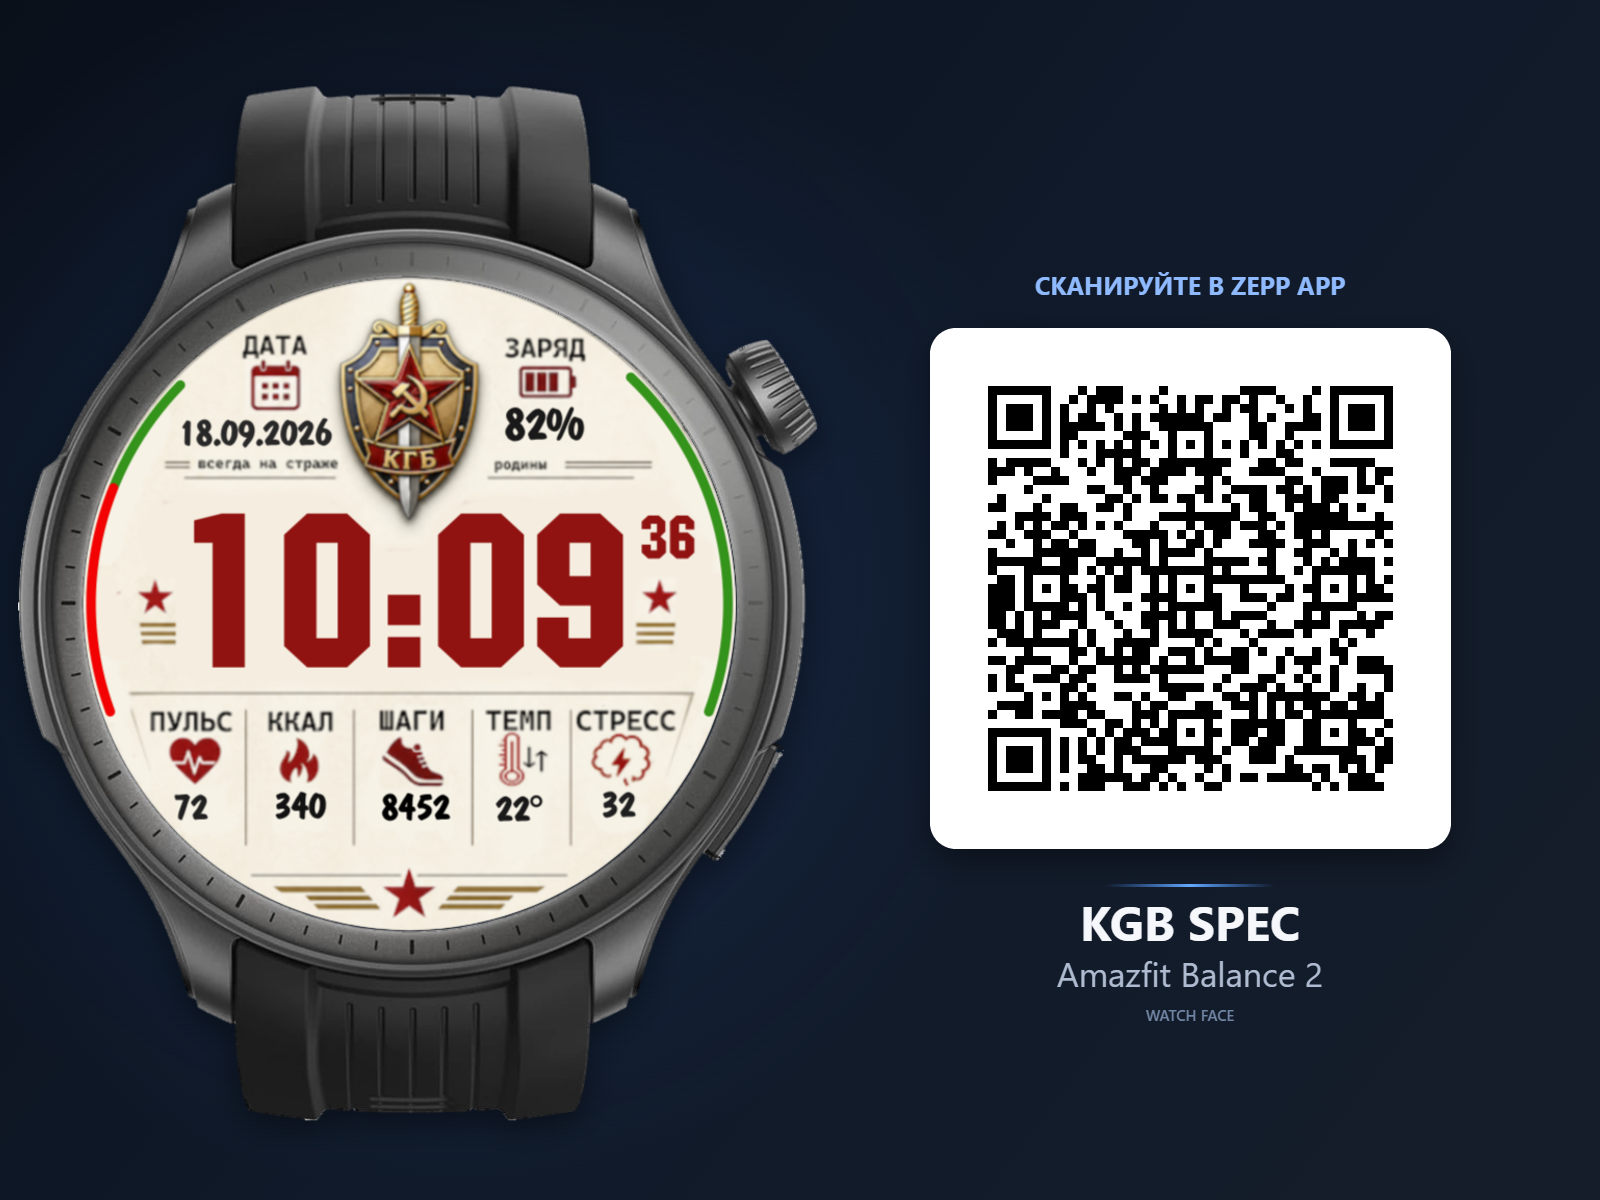 ДАТА
18.09.2026
всегда на страже
КГБ
ЗАРЯД
82%
родины
10:09
36
ПУЛЬС
72
ККАЛ
340
ШАГИ
8452
ТЕМП
22°
СТРЕСС
32
СКАНИРУЙТЕ В ZEPP APP
KGB SPEC
Amazfit Balance 2
WATCH FACE